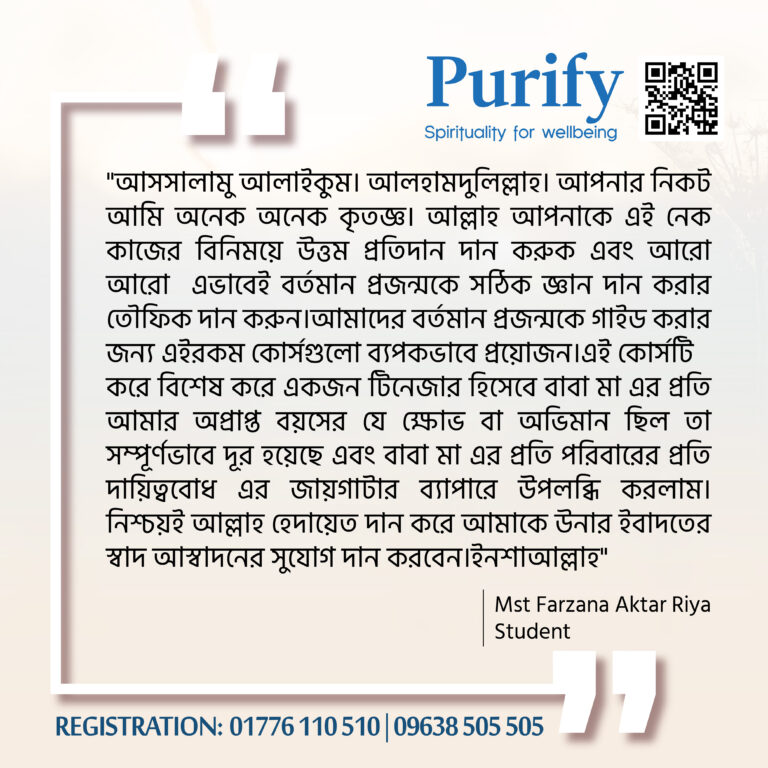 Purify
Spirituality for wellbeing
"আসসালামু আলাইকুম। আলহামদুলিল্লাহ। আপনার নিকট
আমি অনেক অনেক কৃতজ্ঞ। আল্লাহ আপনাকে এই নেক
কাজের বিনিময়ে উত্তম প্রতিদান দান করুক এবং আরো
আরো এভাবেই বর্তমান প্রজন্মকে সঠিক জ্ঞান দান করার
তৌফিক দান করুন।আমাদের বর্তমান প্রজন্মকে গাইড করার
জন্য এইরকম কোর্সগুলো ব্যপকভাবে প্রয়োজন।এই কোর্সটি
করে বিশেষ করে একজন টিনেজার হিসেবে বাবা মা এর প্রতি
আমার অপ্রাপ্ত বয়সের যে ক্ষোভ বা অভিমান ছিল তা
সম্পূর্ণভাবে দূর হয়েছে এবং বাবা মা এর প্রতি পরিবারের প্রতি
দায়িত্ববোধ এর জায়গাটার ব্যাপারে উপলব্ধি করলাম।
নিশ্চয়ই আল্লাহ হেদায়েত দান করে আমাকে উনার ইবাদতের
স্বাদ আস্বাদনের সুযোগ দান করবেন।ইনশাআল্লাহ"
Mst Farzana Aktar Riya
Student
REGISTRATION: 01776 110 510 | 09638 505 505